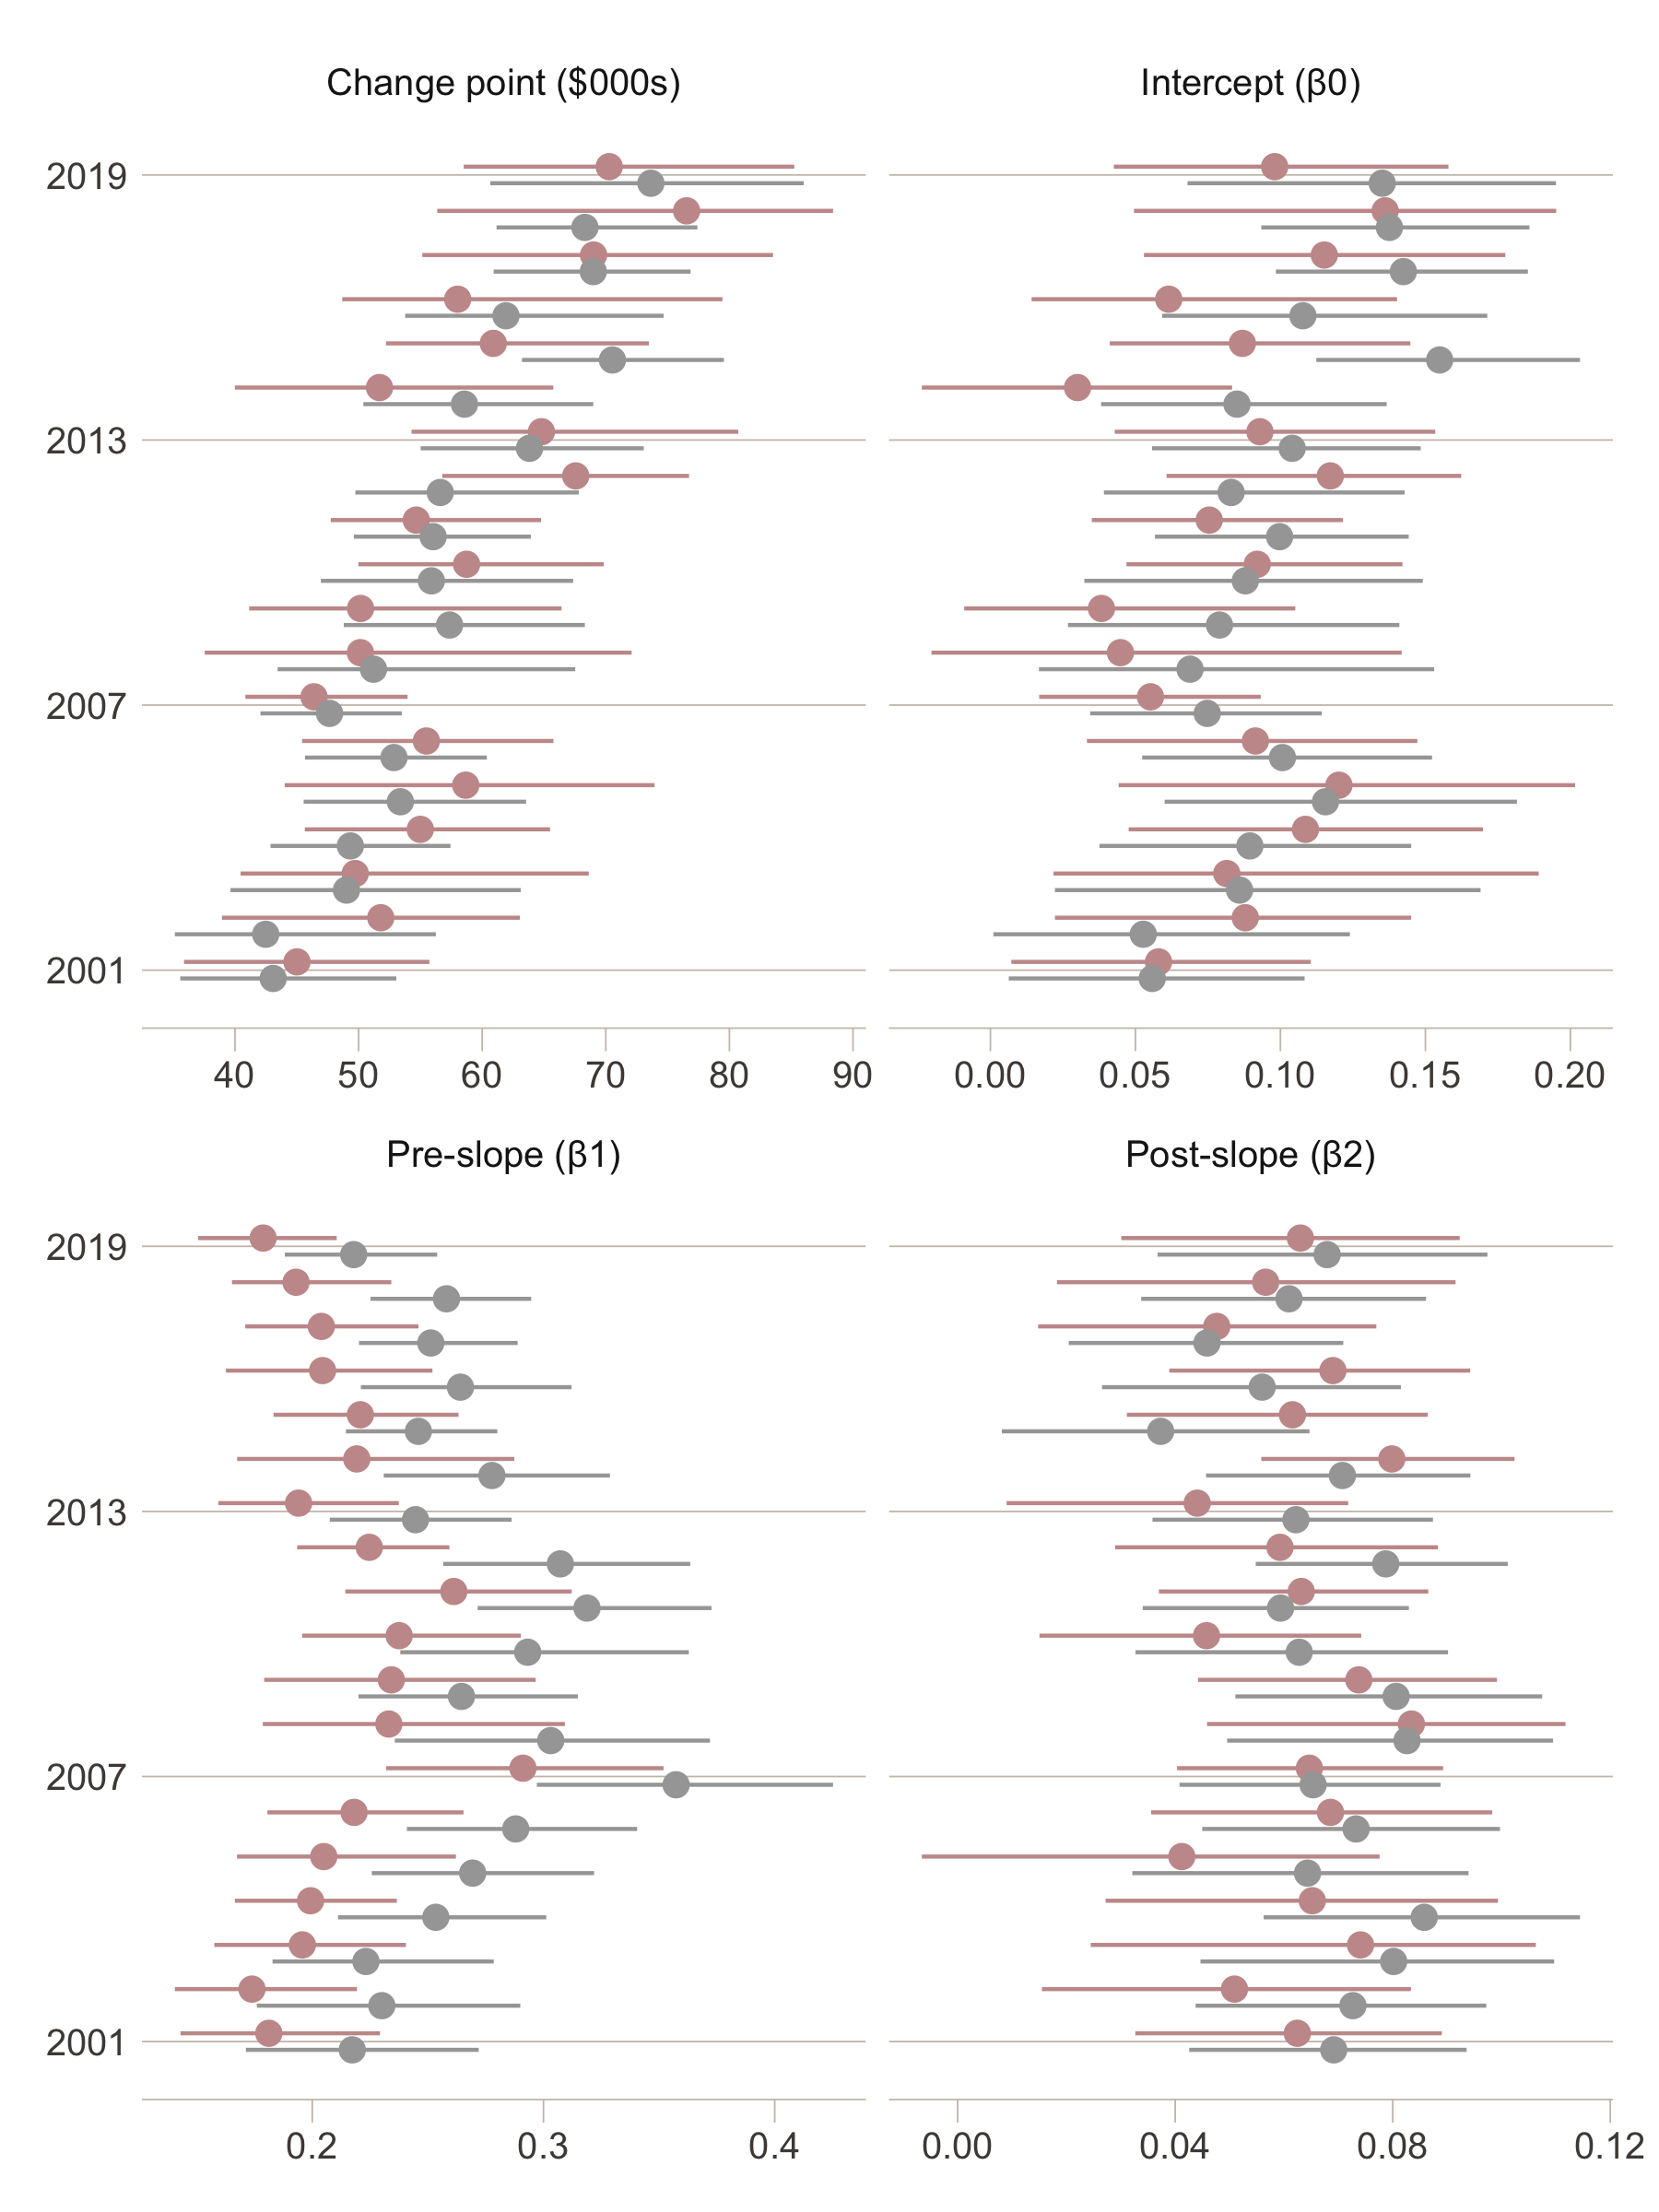 Change point ($000s)
Intercept (β0)
2019
2013
2007
2001
40 50 60 70 80 90
0.00 0.05 0.10 0.15 0.20
Pre-slope (β1)
Post-slope (β2)
2019
2013
2007
2001
0.2 0.3 0.4
0.00 0.04 0.08 0.12